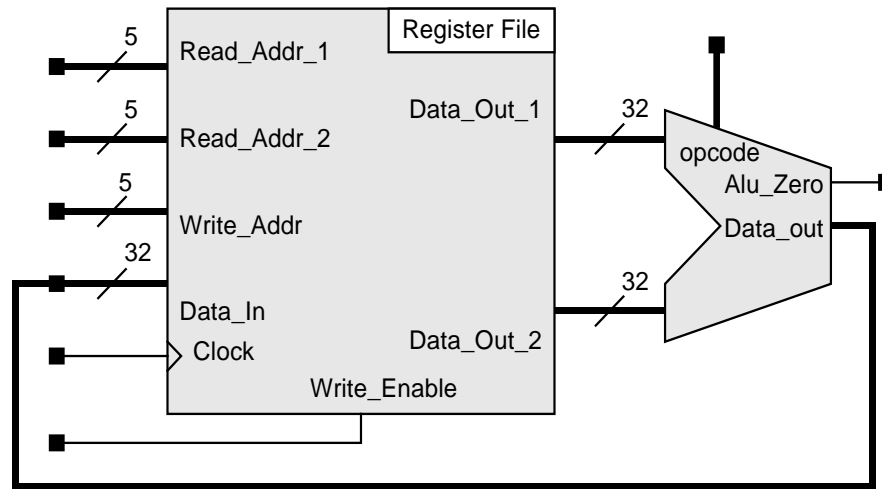 Register File
5
Read_Addr_1
5
Read_Addr_2
5
Write_Addr
32
Data_In
Clock
Write_Enable
Data_Out_1
32
Data_Out_2
32
opcode
Alu_Zero
Data_out